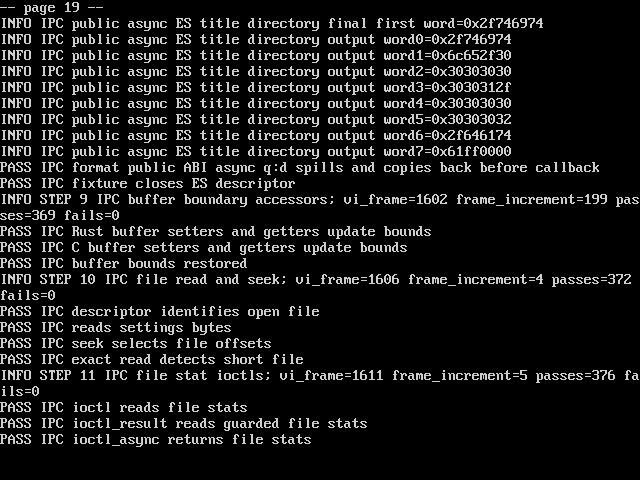 -- page 19 --
INFO IPC public async ES title directory final first word=0x2f746974
INFO IPC public async ES title directory output word0=0x2f746974
INFO IPC public async ES title directory output word1=0x6c652f30
INFO IPC public async ES title directory output word2=0x30303030
INFO IPC public async ES title directory output word3=0x3030312f
INFO IPC public async ES title directory output word4=0x30303030
INFO IPC public async ES title directory output word5=0x30303032
INFO IPC public async ES title directory output word6=0x2f646174
INFO IPC public async ES title directory output word7=0x61ff0000
PASS IPC format public ABI async q:d spills and copies back before callback
PASS IPC fixture closes ES descriptor
INFO STEP 9 IPC buffer boundary accessors; vi_frame=1602 frame_increment=199 pas
ses=369 fails=0
PASS IPC Rust buffer setters and getters update bounds
PASS IPC C buffer setters and getters update bounds
PASS IPC buffer bounds restored
INFO STEP 10 IPC file read and seek; vi_frame=1606 frame_increment=4 passes=372 
fails=0
PASS IPC descriptor identifies open file
PASS IPC reads settings bytes
PASS IPC seek selects file offsets
PASS IPC exact read detects short file
INFO STEP 11 IPC file stat ioctls; vi_frame=1611 frame_increment=5 passes=376 fa
ils=0
PASS IPC ioctl reads file stats
PASS IPC ioctl_result reads guarded file stats
PASS IPC ioctl_async returns file stats